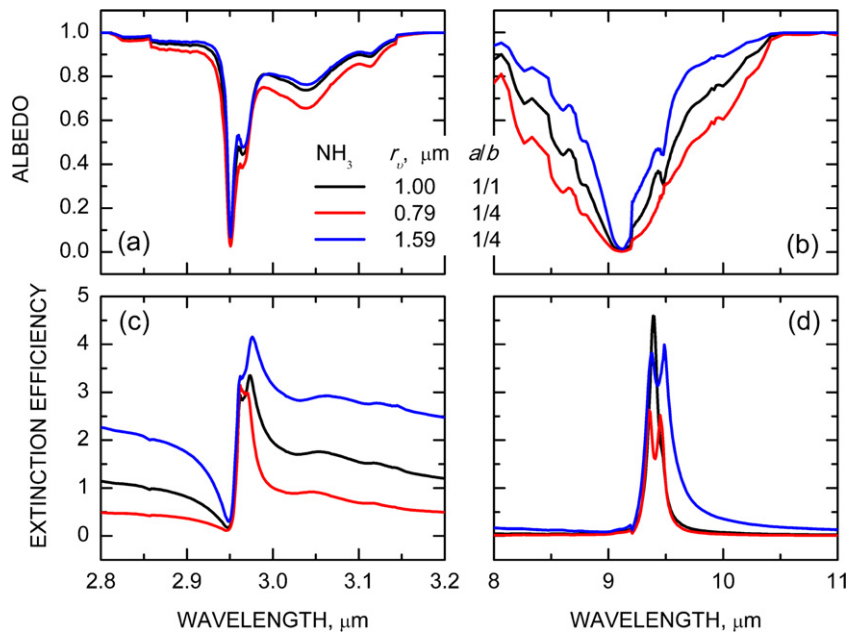 1.0
0.8
0.6
0.4
0.2
0.0
ALBEDO
(a)
(b)
NH3 rυ, μm a/b
1.00 1/1
0.79 1/4
1.59 1/4
5
4
3
2
1
0
EXTINCTION EFFICIENCY
(c)
(d)
2.8 2.9 3.0 3.1 3.2
8 9 10 11
WAVELENGTH, μm
WAVELENGTH, μm